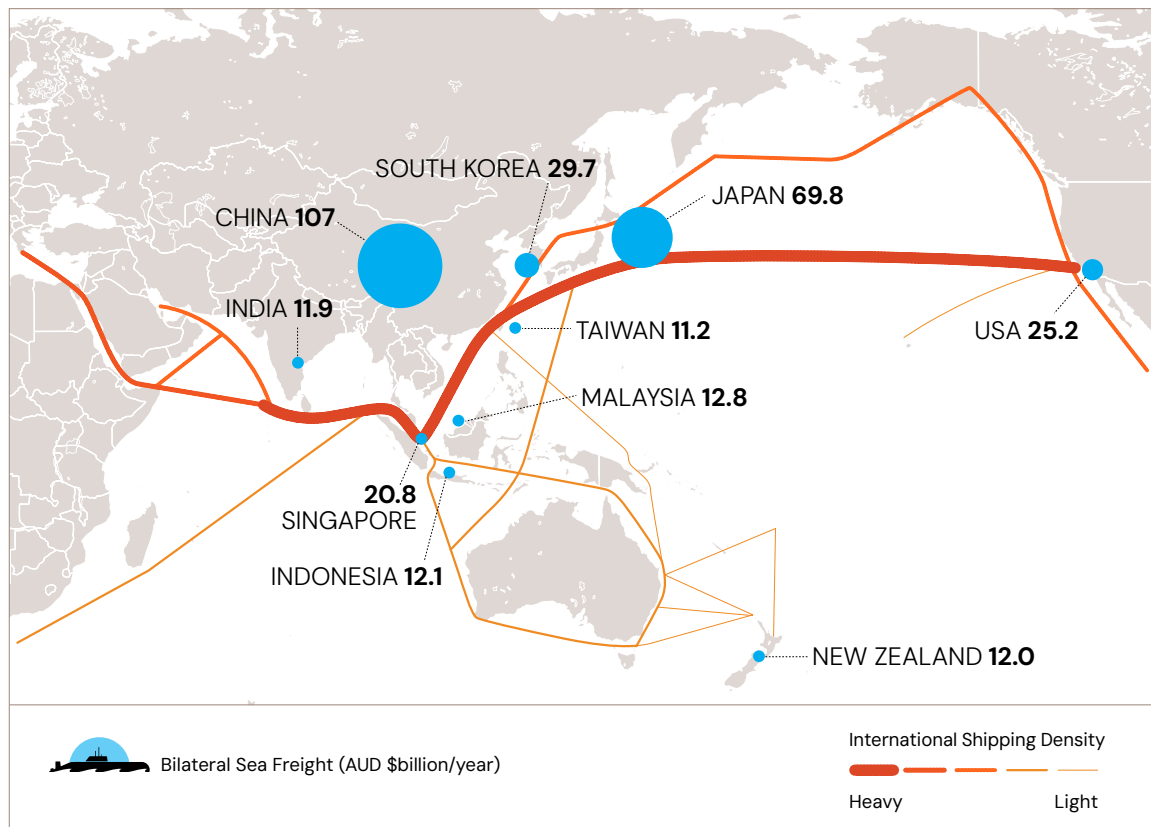 SOUTH KOREA 29.7
JAPAN 69.8
CHINA 107
INDIA 11.9
TAIWAN 11.2
USA 25.2
MALAYSIA 12.8
20.8
SINGAPORE
INDONESIA 12.1
NEW ZEALAND 12.0
Bilateral Sea Freight (AUD $billion/year)
International Shipping Density
Heavy
Light